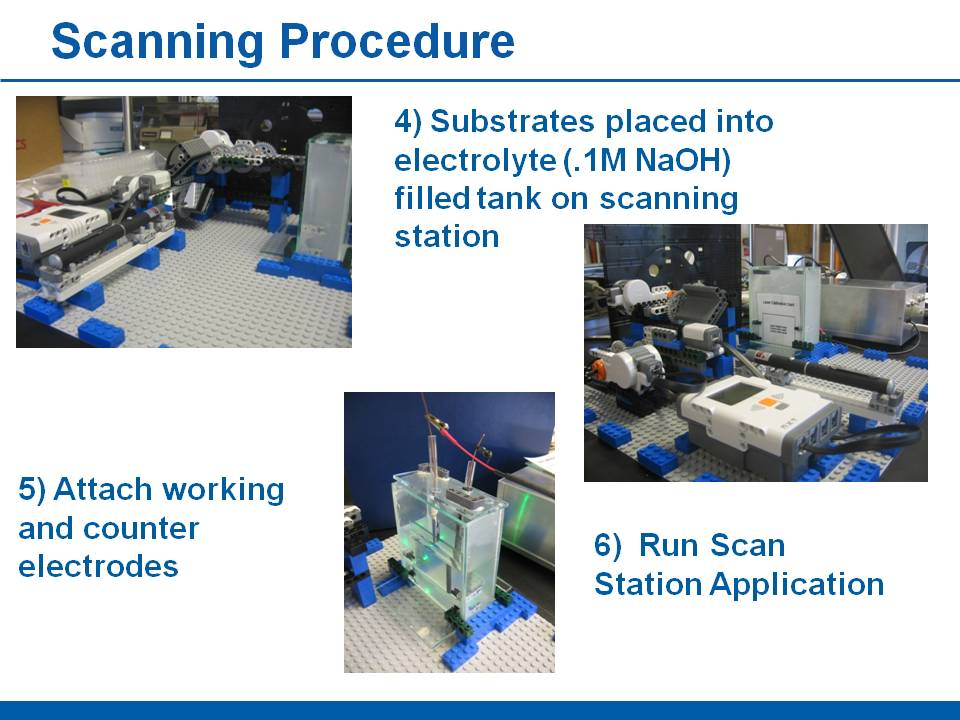 Scanning Procedure
4) Substrates placed into
electrolyte (.1M NaOH)
filled tank on scanning
station
5) Attach working
and counter
electrodes
6) Run Scan
Station Application